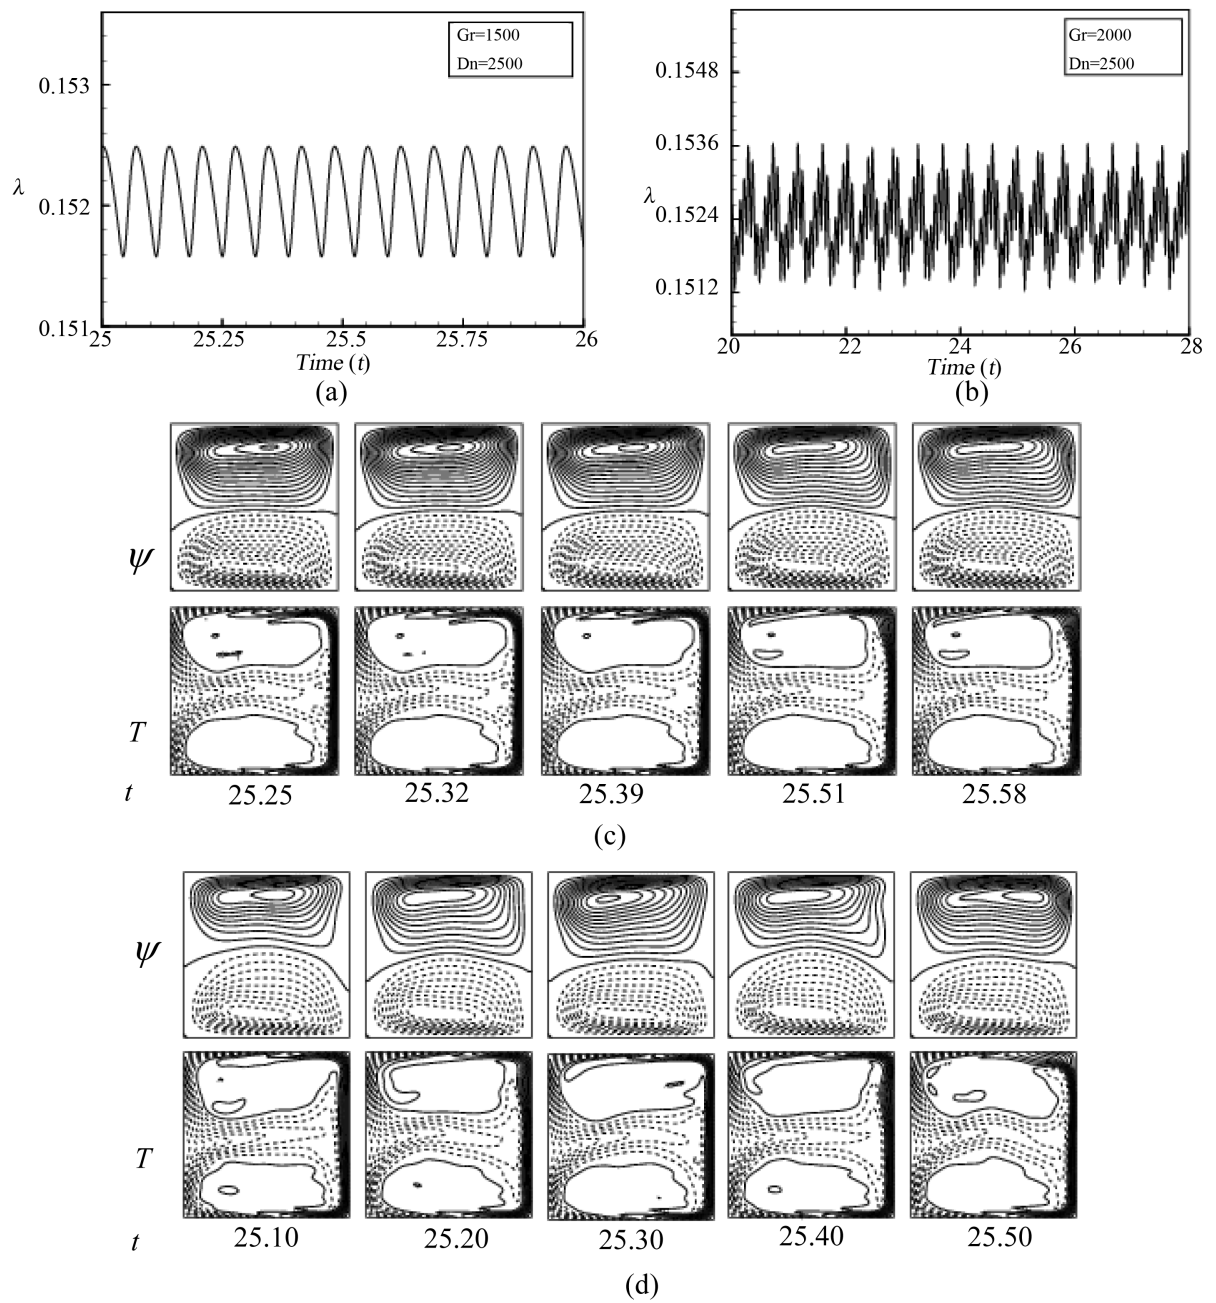 Gr=1500
Dn=2500
0.153
0.152
0.151
λ
25 25.25 25.5 25.75 26
Time (t)
(a)
Gr=2000
Dn=2500
0.1548
0.1536
0.1524
0.1512
λ
20 22 24 26 28
Time (t)
(b)
ψ
T
t 25.25 25.32 25.39 25.51 25.58
(c)
ψ
T
t 25.10 25.20 25.30 25.40 25.50
(d)